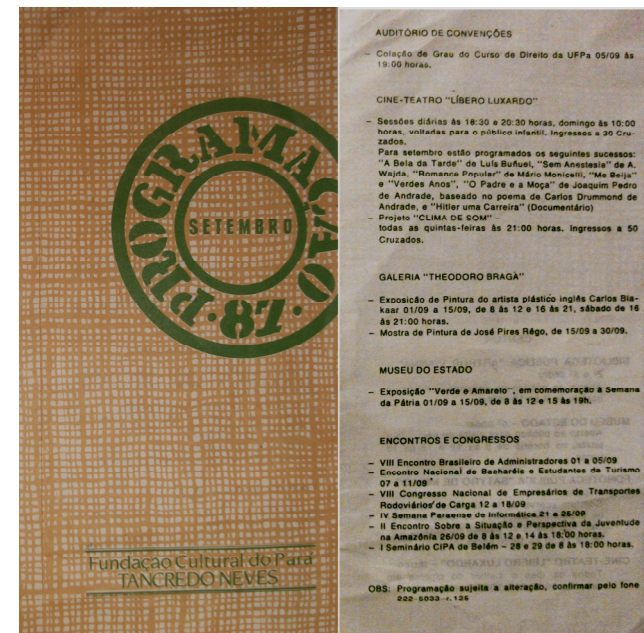 PROGRAMAÇÃO · 87 ·
SETEMBRO
Fundação Cultural do Pará
TANCREDO NEVES
AUDITÓRIO DE CONVENÇÕES
– Colação de Grau do Curso de Direito da UFPa 05/09 às
19:00 horas.
CINE-TEATRO "LÍBERO LUXARDO"
– Sessões diárias às 18:30 e 20:30 horas, domingo às 10:00
horas, voltadas para o público infantil. Ingressos a 30 Cru-
zados.
Para setembro estão programados os seguintes sucessos:
"A Bela da Tarde" de Luís Buñuel, "Sem Anestesia" de A.
Wajda, "Romance Popular" de Mário Monicelli, "Me Beija"
e "Verdes Anos", "O Padre e a Moça" de Joaquim Pedro
de Andrade, baseado no poema de Carlos Drummond de
Andrade, e "Hitler uma Carreira" (Documentário)
– Projeto "CLIMA DE SOM" –
todas as quintas-feiras às 21:00 horas. Ingressos a 50
Cruzados.
GALERIA "THEODORO BRAGA"
– Exposição de Pintura do artista plástico inglês Carlos Bla-
kaar 01/09 a 15/09, de 8 às 12 e 16 às 21, sábado de 16
às 21:00 horas.
– Mostra de Pintura de José Pires Rêgo, de 15/09 a 30/09.
MUSEU DO ESTADO
– Exposição "Verde e Amarelo", em comemoração a Semana
da Pátria 01/09 a 15/09, de 8 às 12 e 15 às 19h.
ENCONTROS E CONGRESSOS
– VIII Encontro Brasileiro de Administradores 01 a 05/09
– Encontro Nacional de Bacharéis e Estudantes de Turismo
07 a 11/09
– VIII Congresso Nacional de Empresários de Transportes
Rodoviários de Carga 12 a 18/09
– IV Semana Paraense de Informática 21 a 25/09
– II Encontro Sobre a Situação e Perspectiva da Juventude
na Amazônia 26/09 de 8 às 12 e 14 às 18:00 horas.
– I Seminário CIPA de Belém – 28 e 29 de 8 às 18:00 horas.
OBS: Programação sujeita a alteração, confirmar pelo fone
222-5033-r.125